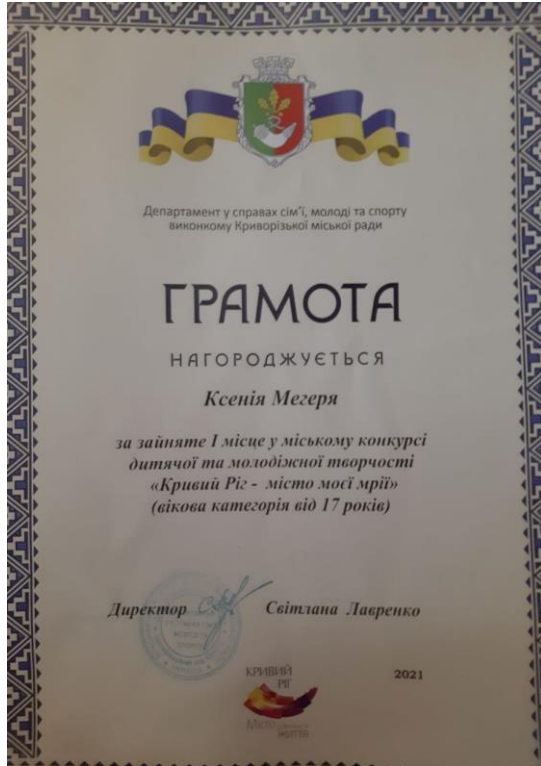 Департамент у справах сім'ї, молоді та спорту
виконкому Криворізької міської ради
ГРАМОТА
НАГОРОДЖУЄТЬСЯ
Ксенія Мегеря
за зайняте І місце у міському конкурсі
дитячої та молодіжної творчості
«Кривий Ріг - місто моєї мрії»
(вікова категорія від 17 років)
Директор Світлана Лавренко
2021
КРИВИЙ
РІГ
Місто
ЖИТТЯ